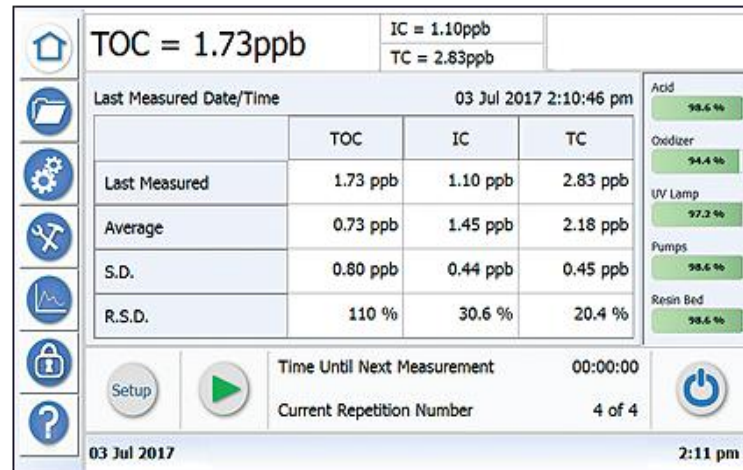 TOC = 1.73ppb
IC = 1.10ppb
TC = 2.83ppb
Last Measured Date/Time 03 Jul 2017 2:10:46 pm
TOC IC TC
Last Measured 1.73 ppb 1.10 ppb 2.83 ppb
Average 0.73 ppb 1.45 ppb 2.18 ppb
S.D. 0.80 ppb 0.44 ppb 0.45 ppb
R.S.D. 110 % 30.6 % 20.4 %
Acid
98.6 %
Oxidizer
94.4 %
UV Lamp
97.2 %
Pumps
98.6 %
Resin Bed
98.6 %
Setup
Time Until Next Measurement 00:00:00
Current Repetition Number 4 of 4
?
03 Jul 2017 2:11 pm